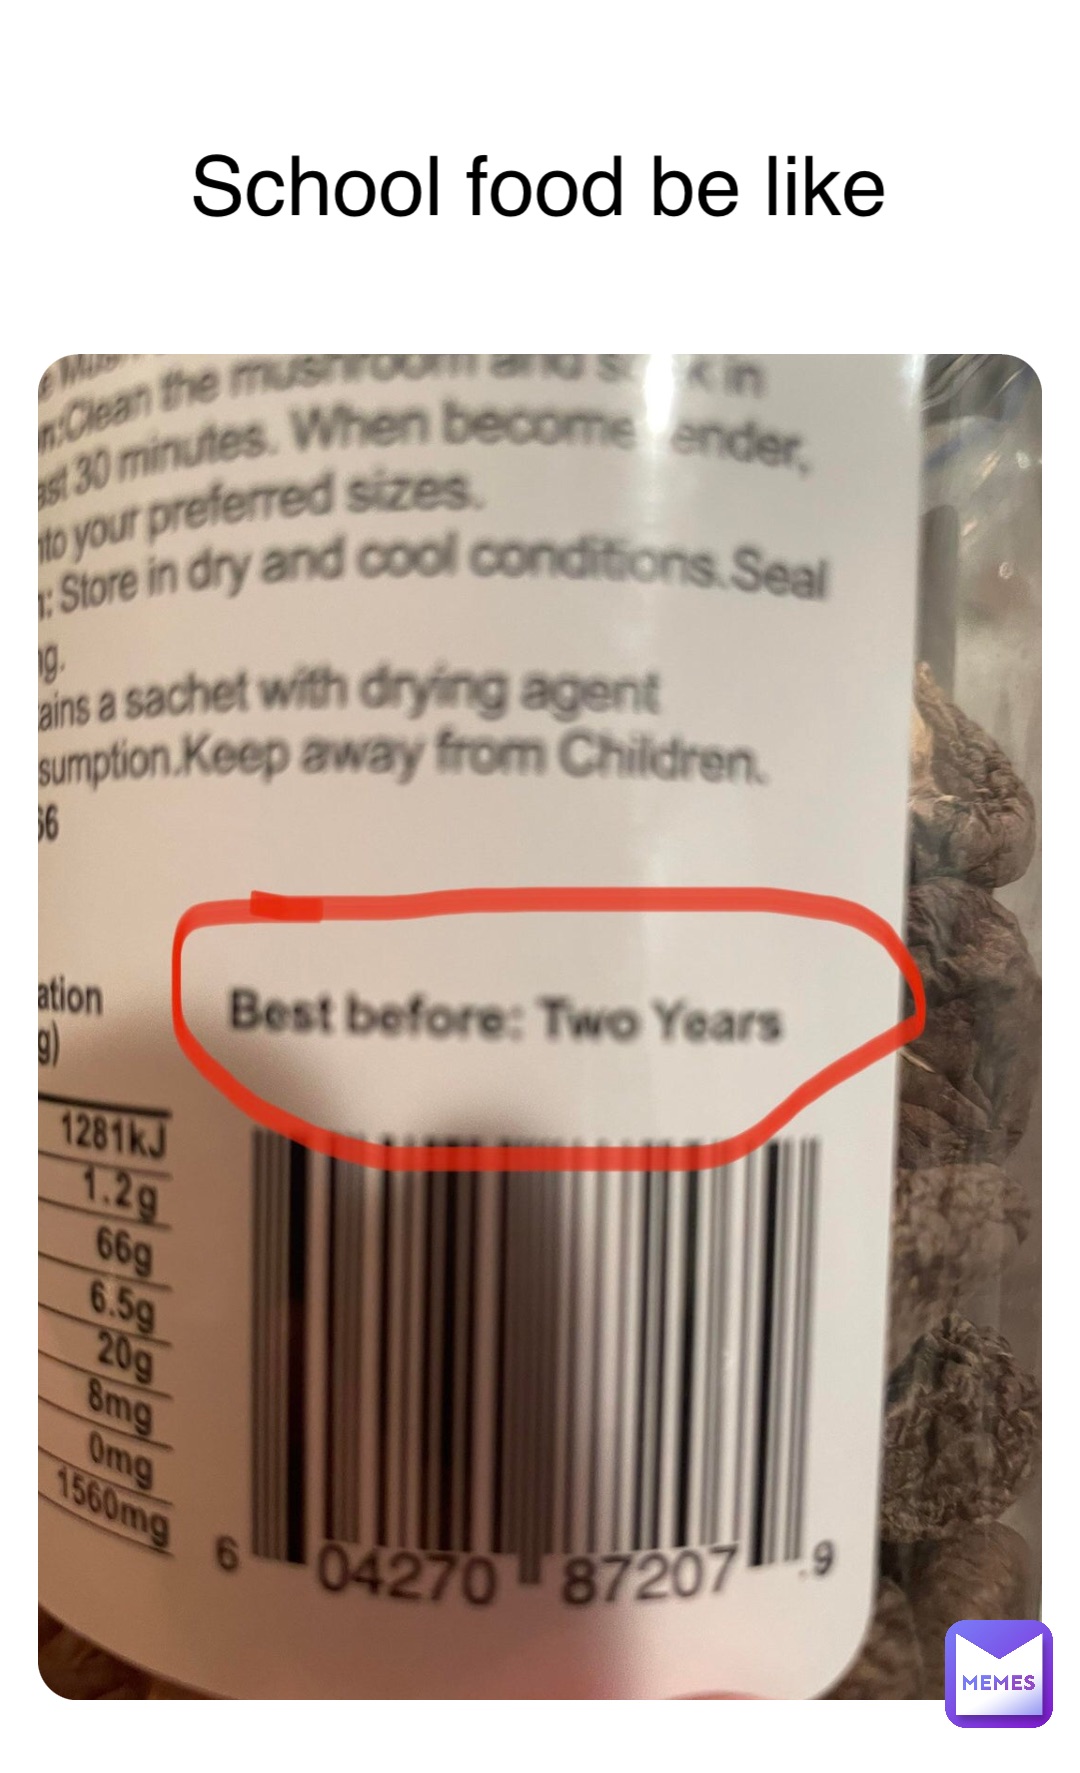 School food be like
Clean the mushroom and in
30 minutes. When become ender,
to your preferred sizes.
: Store in dry and cool conditions.Seal
g.
ains a sachet with drying agent
sumption.Keep away from Children.
66
ation
g)
Best before: Two Years
1281kJ
1.2g
66g
6.5g
20g
8mg
0mg
1560mg
6 04270 87207 9
MEMES